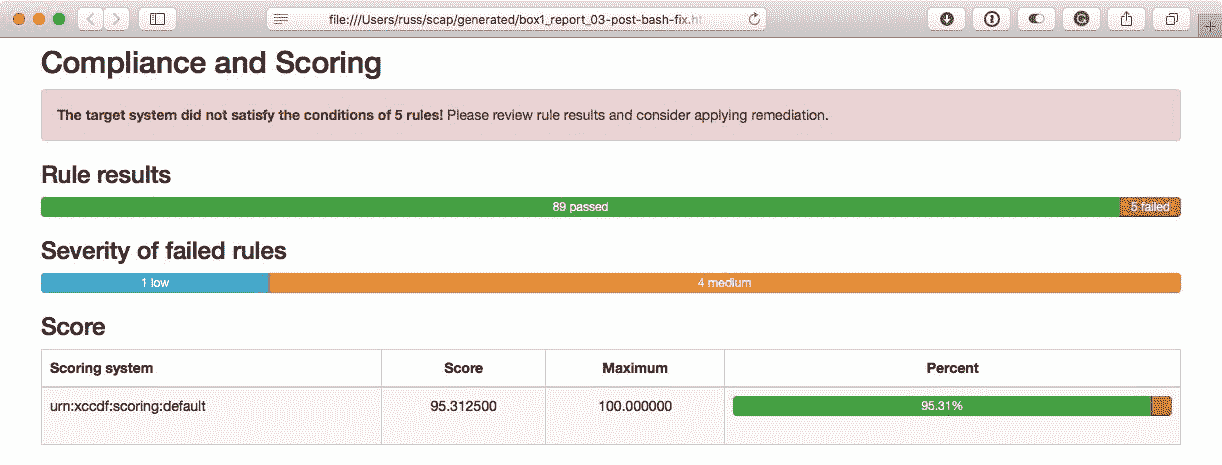 file:///Users/russ/scap/generated/box1_report_03-post-bash-fix.ht
Compliance and Scoring
The target system did not satisfy the conditions of 5 rules! Please review rule results and consider applying remediation.
Rule results
89 passed 5 failed
Severity of failed rules
1 low 4 medium
Score
Scoring system Score Maximum Percent
urn:xccdf:scoring:default 95.312500 100.000000 95.31%